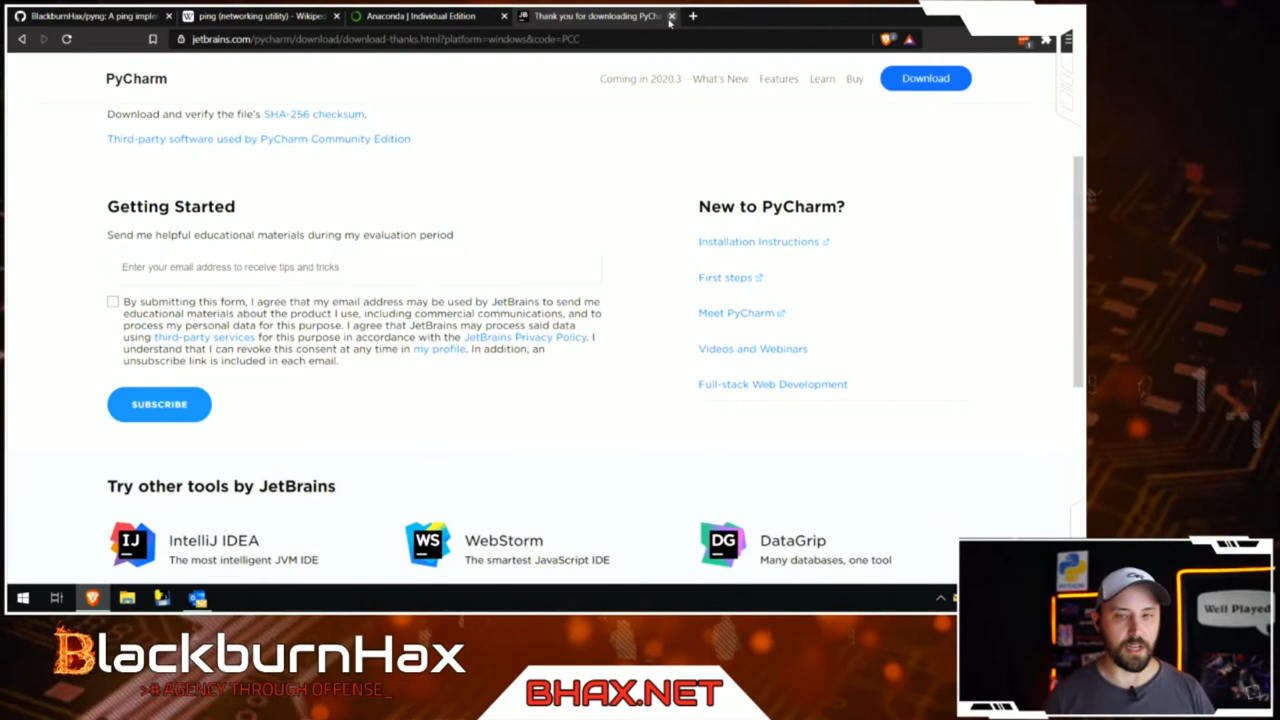 BlackburnHax/pyng: A ping imple
ping (networking utility) - Wikiped
Anaconda | Individual Edition
Thank you for downloading PyCha
jetbrains.com/pycharm/download/download-thanks.html?platform=windows&code=PCC
PyCharm
Coming in 2020.3 What's New Features Learn Buy Download
Download and verify the file's SHA-256 checksum.
Third-party software used by PyCharm Community Edition
Getting Started
Send me helpful educational materials during my evaluation period
Enter your email address to receive tips and tricks
By submitting this form, I agree that my email address may be used by JetBrains to send me
educational materials about the product I use, including commercial communications, and to
process my personal data for this purpose. I agree that JetBrains may process said data
using third-party services for this purpose in accordance with the JetBrains Privacy Policy. I
understand that I can revoke this consent at any time in my profile. In addition, an
unsubscribe link is included in each email.
SUBSCRIBE
New to PyCharm?
Installation Instructions
First steps
Meet PyCharm
Videos and Webinars
Full-stack Web Development
Try other tools by JetBrains
IJ
IntelliJ IDEA
The most intelligent JVM IDE
WS
WebStorm
The smartest JavaScript IDE
DG
DataGrip
Many databases, one tool
BlackburnHax
># AGENCY THROUGH OFFENSE_
BHAX.NET
Well Played